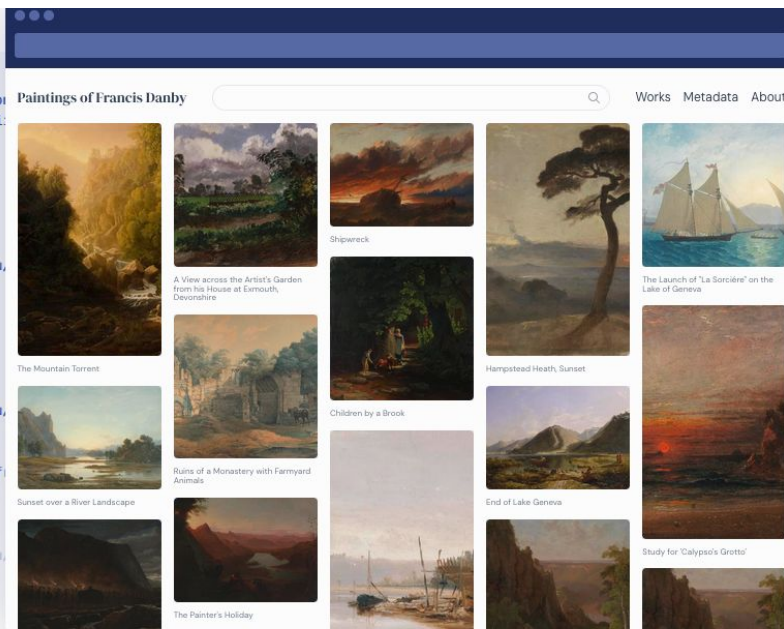 Paintings of Francis Danby
Works Metadata About
The Mountain Torrent
Sunset over a River Landscape
A View across the Artist's Garden
from his House at Exmouth,
Devonshire
Ruins of a Monastery with Farmyard
Animals
The Painter's Holiday
Shipwreck
Children by a Brook
Hampstead Heath, Sunset
End of Lake Geneva
The Launch of "La Sorcière" on the
Lake of Geneva
Study for 'Calypso's Grotto'